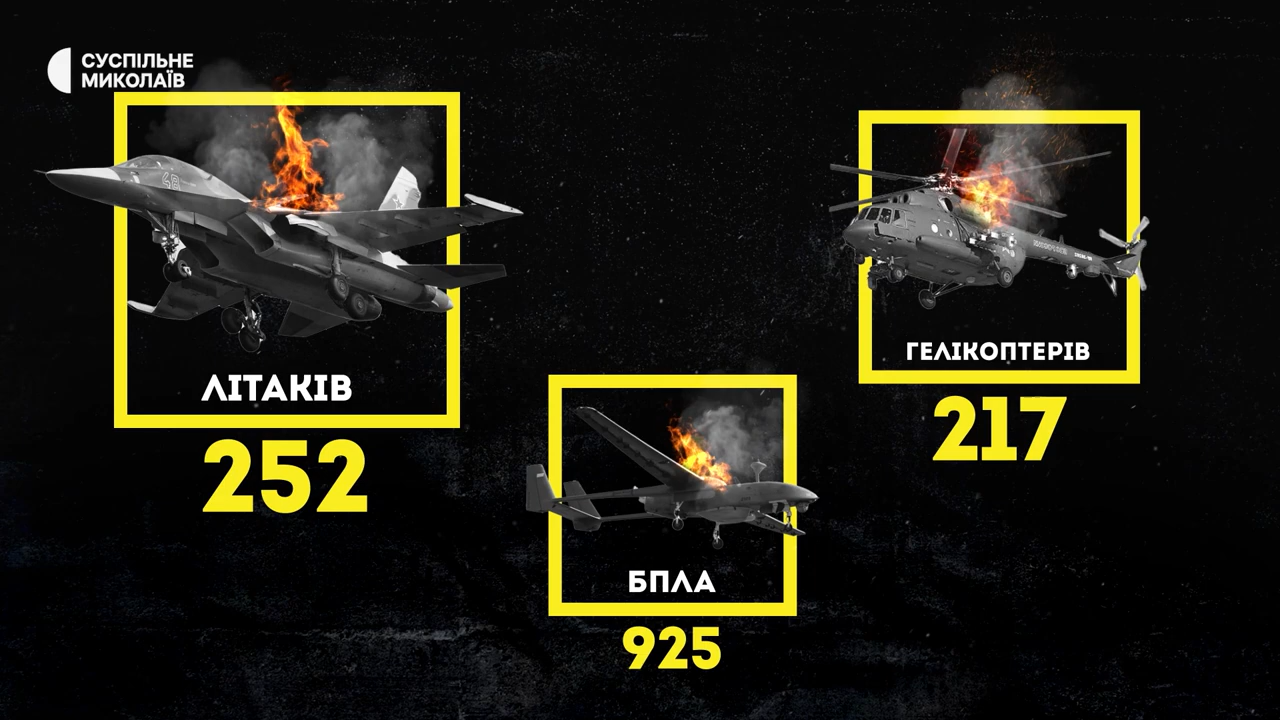 СУСПІЛЬНЕ
МИКОЛАЇВ
ЛІТАКІВ
252
ГЕЛІКОПТЕРІВ
217
БПЛА
925